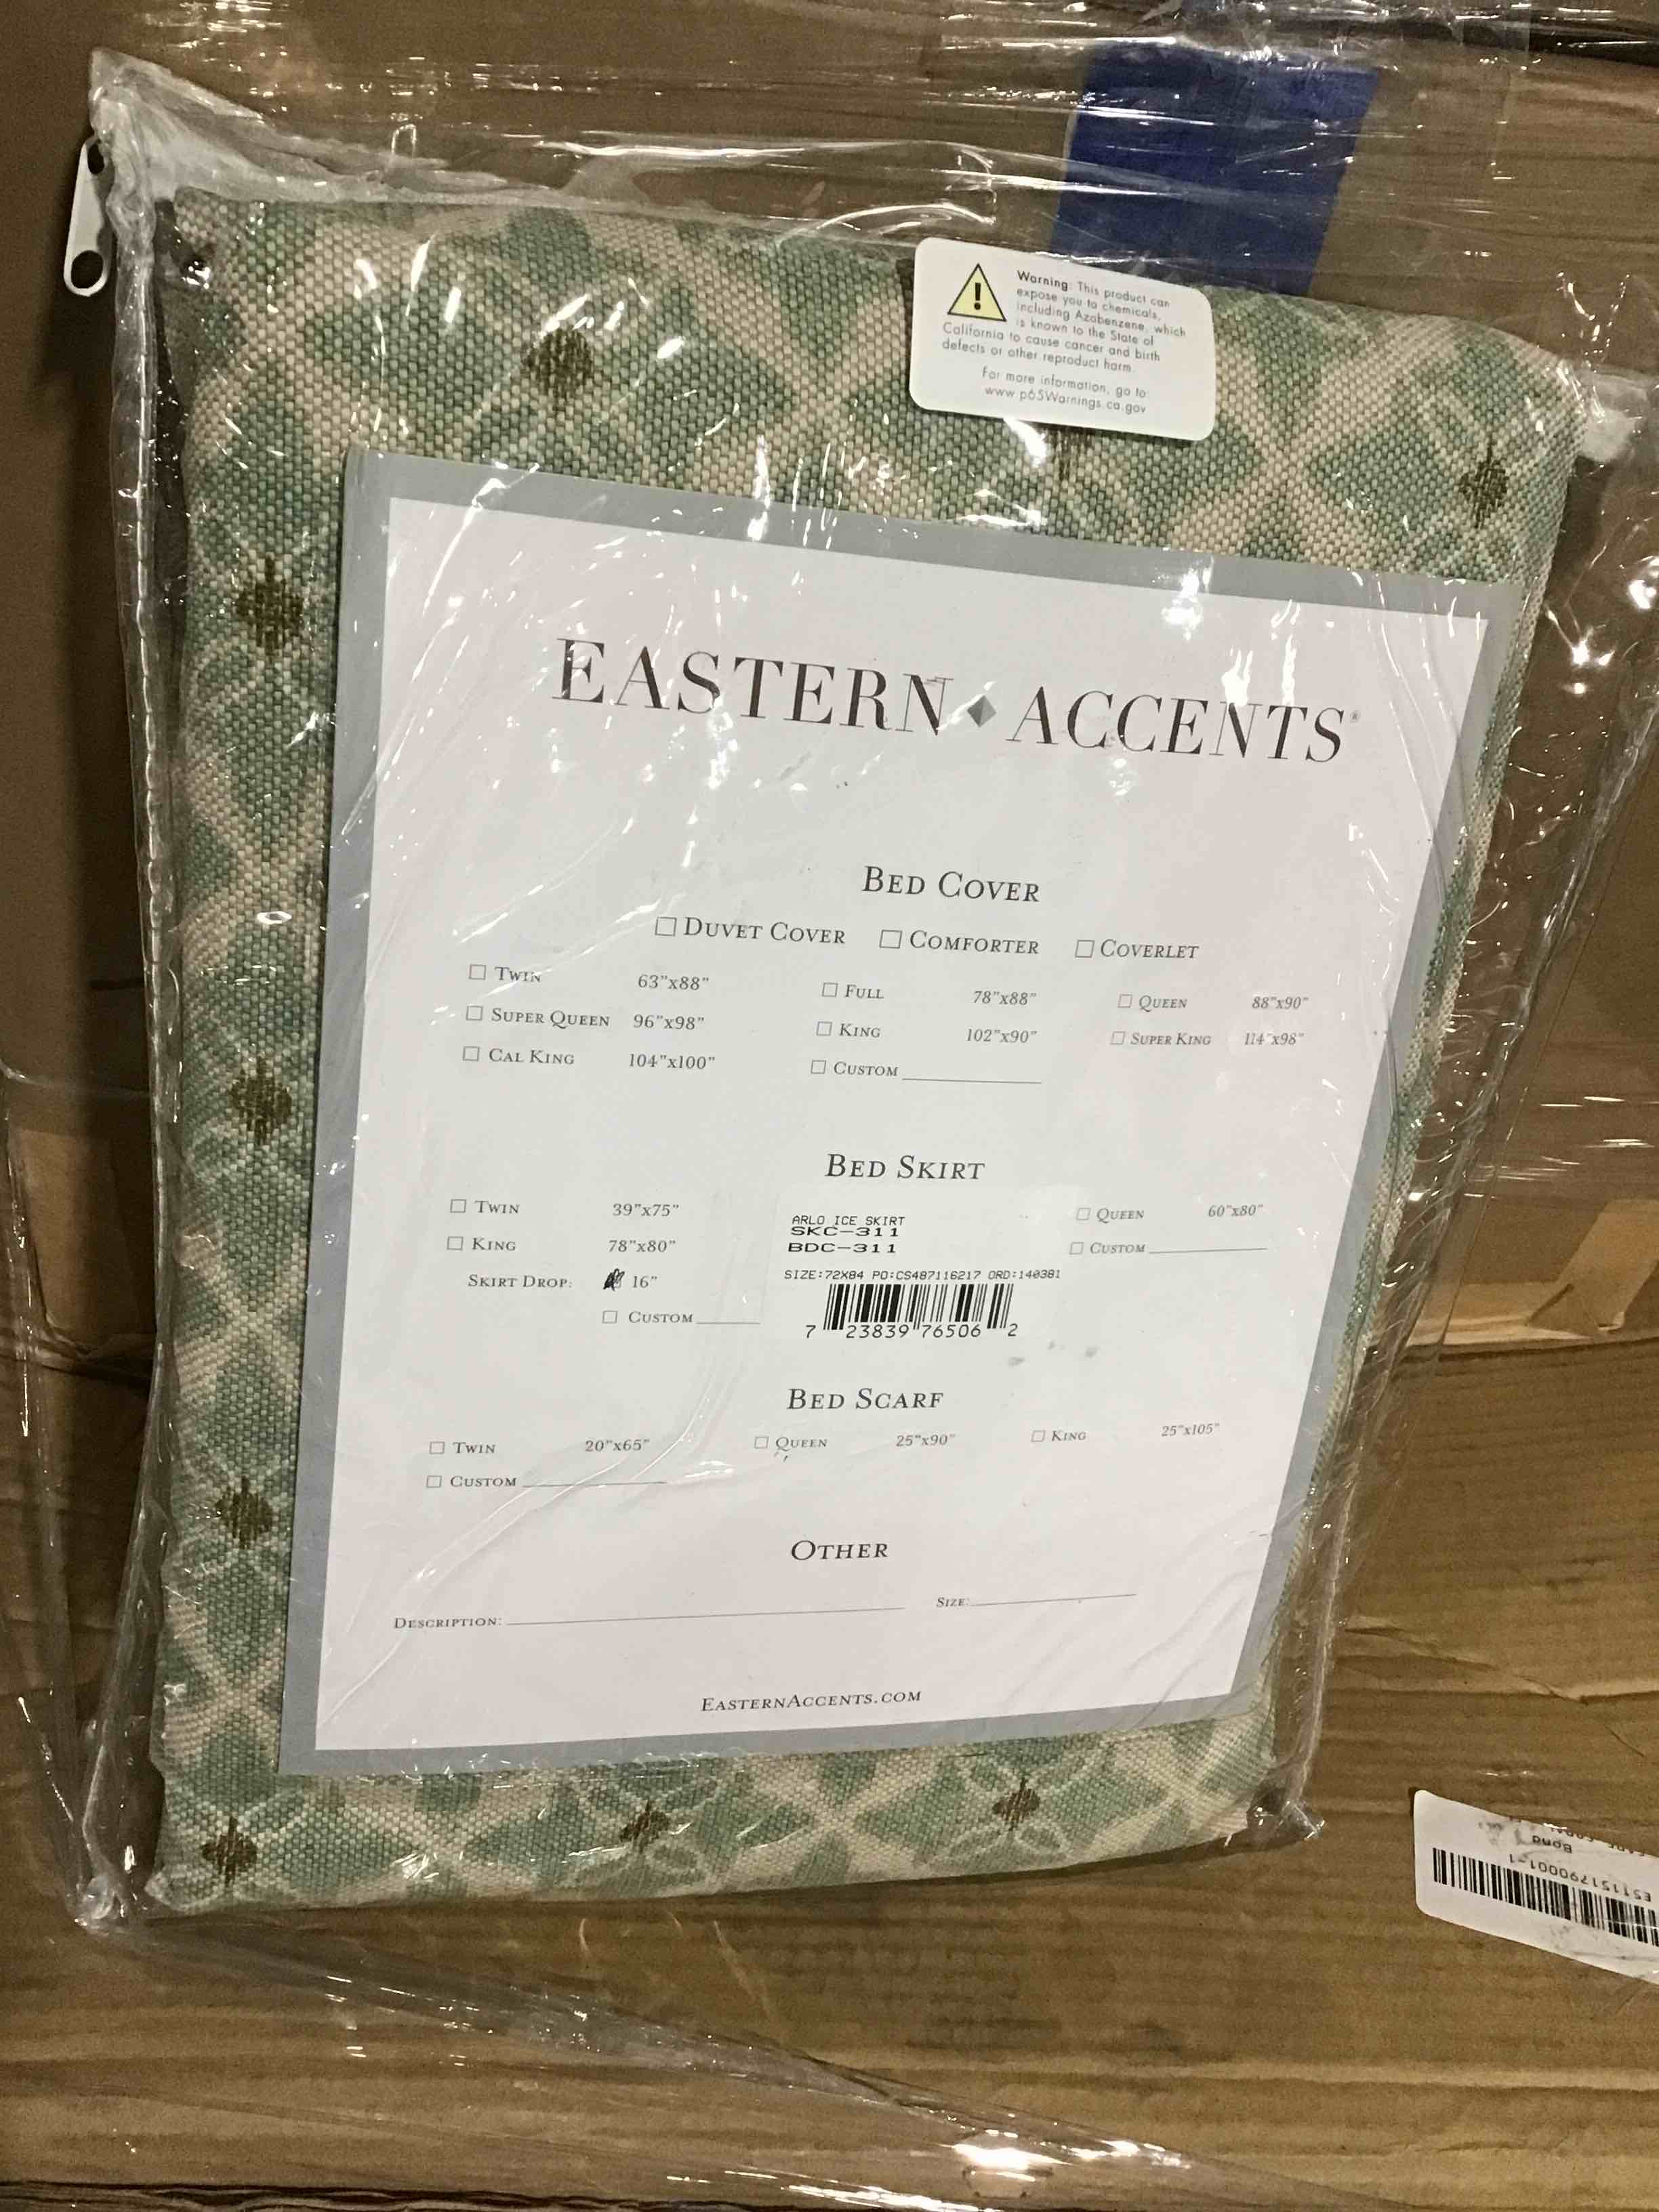 Warning: This product can
expose you to chemicals,
including Azobenzene, which
is known to the State of
California to cause cancer and birth
defects or other reproduct harm.
For more information, go to:
www.p65Warnings.ca.gov
EASTERN ACCENTS®
BED COVER
DUVET COVER COMFORTER COVERLET
TWIN 63"x88" FULL 78"x88" QUEEN 88"x90"
SUPER QUEEN 96"x98" KING 102"x90" SUPER KING 114"x98"
CAL KING 104"x100" CUSTOM
BED SKIRT
TWIN 39"x75" QUEEN 60"x80"
KING 78"x80" CUSTOM
SKIRT DROP: 16"
CUSTOM
ARLO ICE SKIRT
SKC-311
BDC-311
SIZE:72X84 PO:CS487116217 ORD:140381
7 23839 76506 2
BED SCARF
TWIN 20"x65" QUEEN 25"x90" KING 25"x105"
CUSTOM
OTHER
DESCRIPTION: SIZE:
EASTERNACCENTS.COM
Bond
EST151790001-1